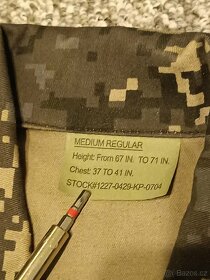 MEDIUM REGULAR
Height: From 67 IN. TO 71 IN.
Chest: 37 TO 41 IN.
STOCK#1227-0429-KP-0704
Bazoš.cz